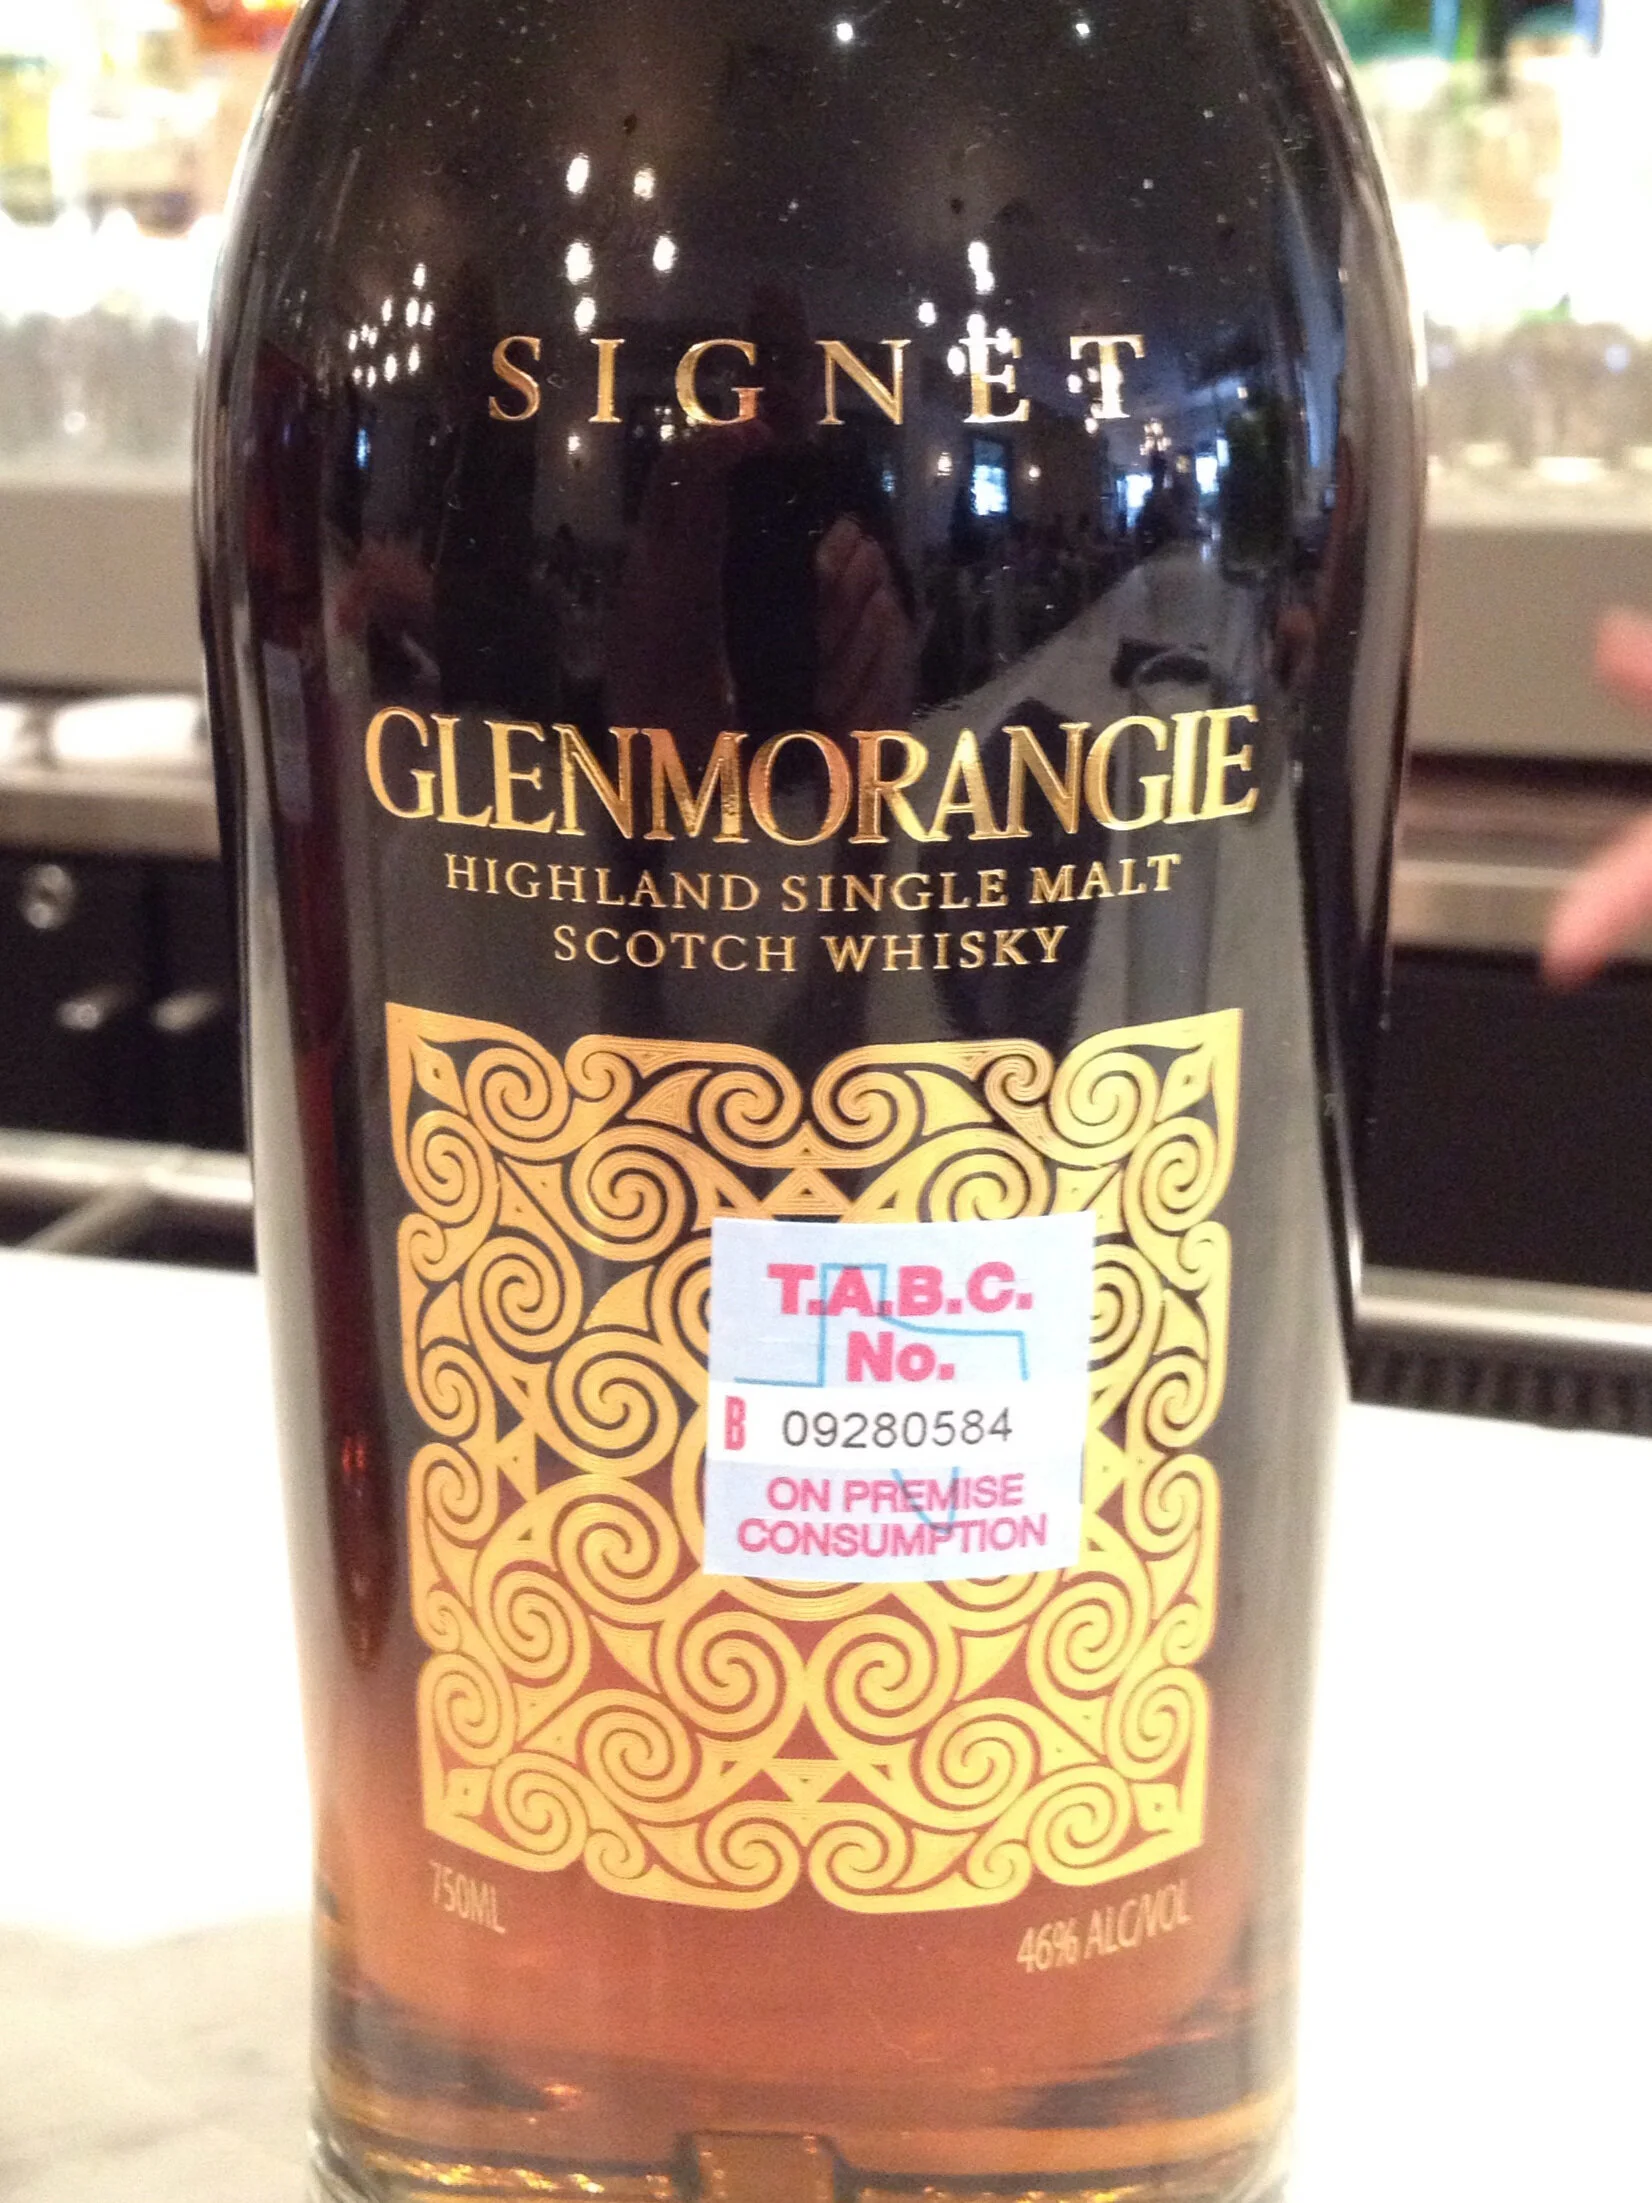 SIGNET
GLENMORANGIE
HIGHLAND SINGLE MALT
SCOTCH WHISKY
T.A.B.C.
No.
B 09280584
ON PREMISE
CONSUMPTION
750ML
46% ALC/VOL